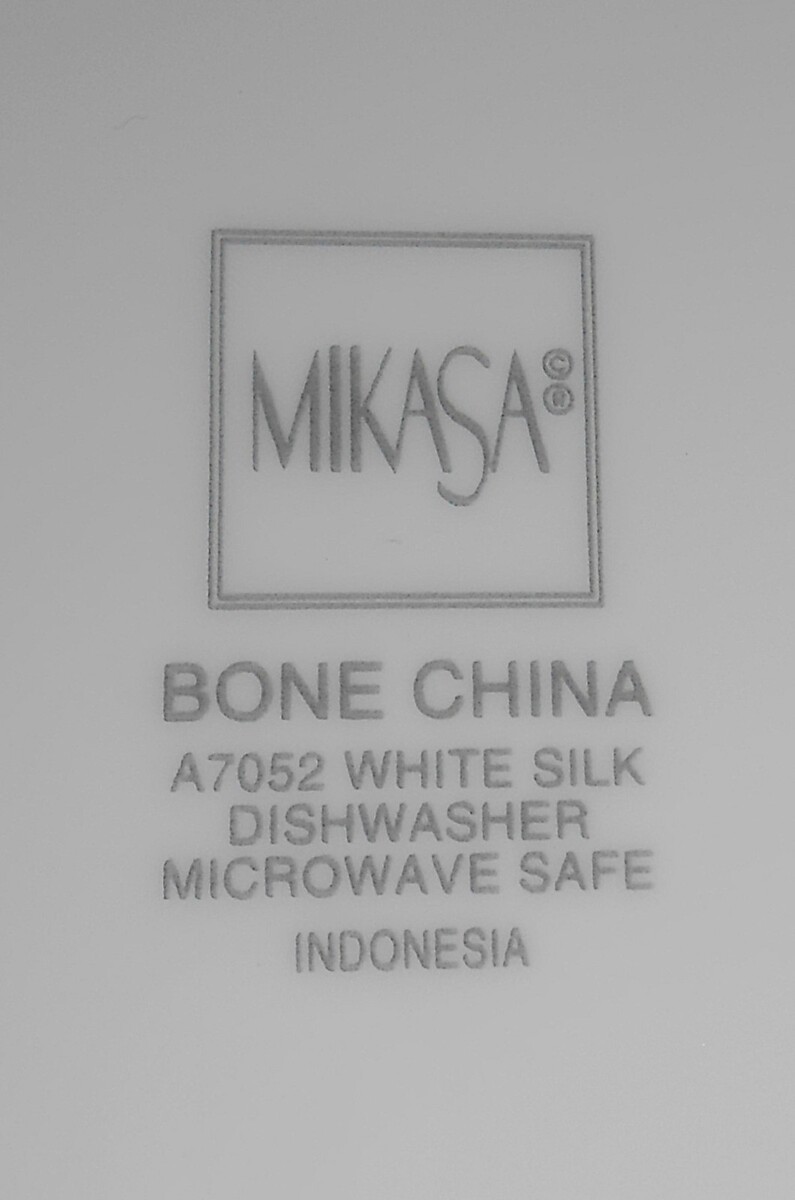 MIKASA©®
BONE CHINA
A7052 WHITE SILK
DISHWASHER
MICROWAVE SAFE
INDONESIA